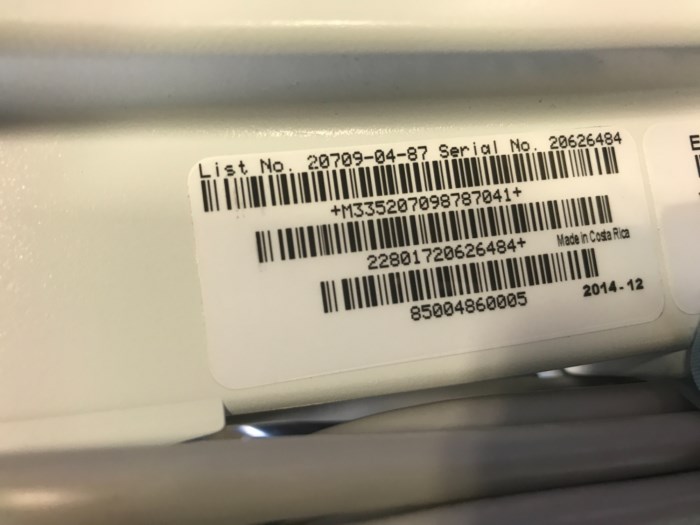 List No. 20709-04-87 Serial No. 20626484
+M335207098787041+
22801720626484+
Made in Costa Rica
85004860005
2014-12
E